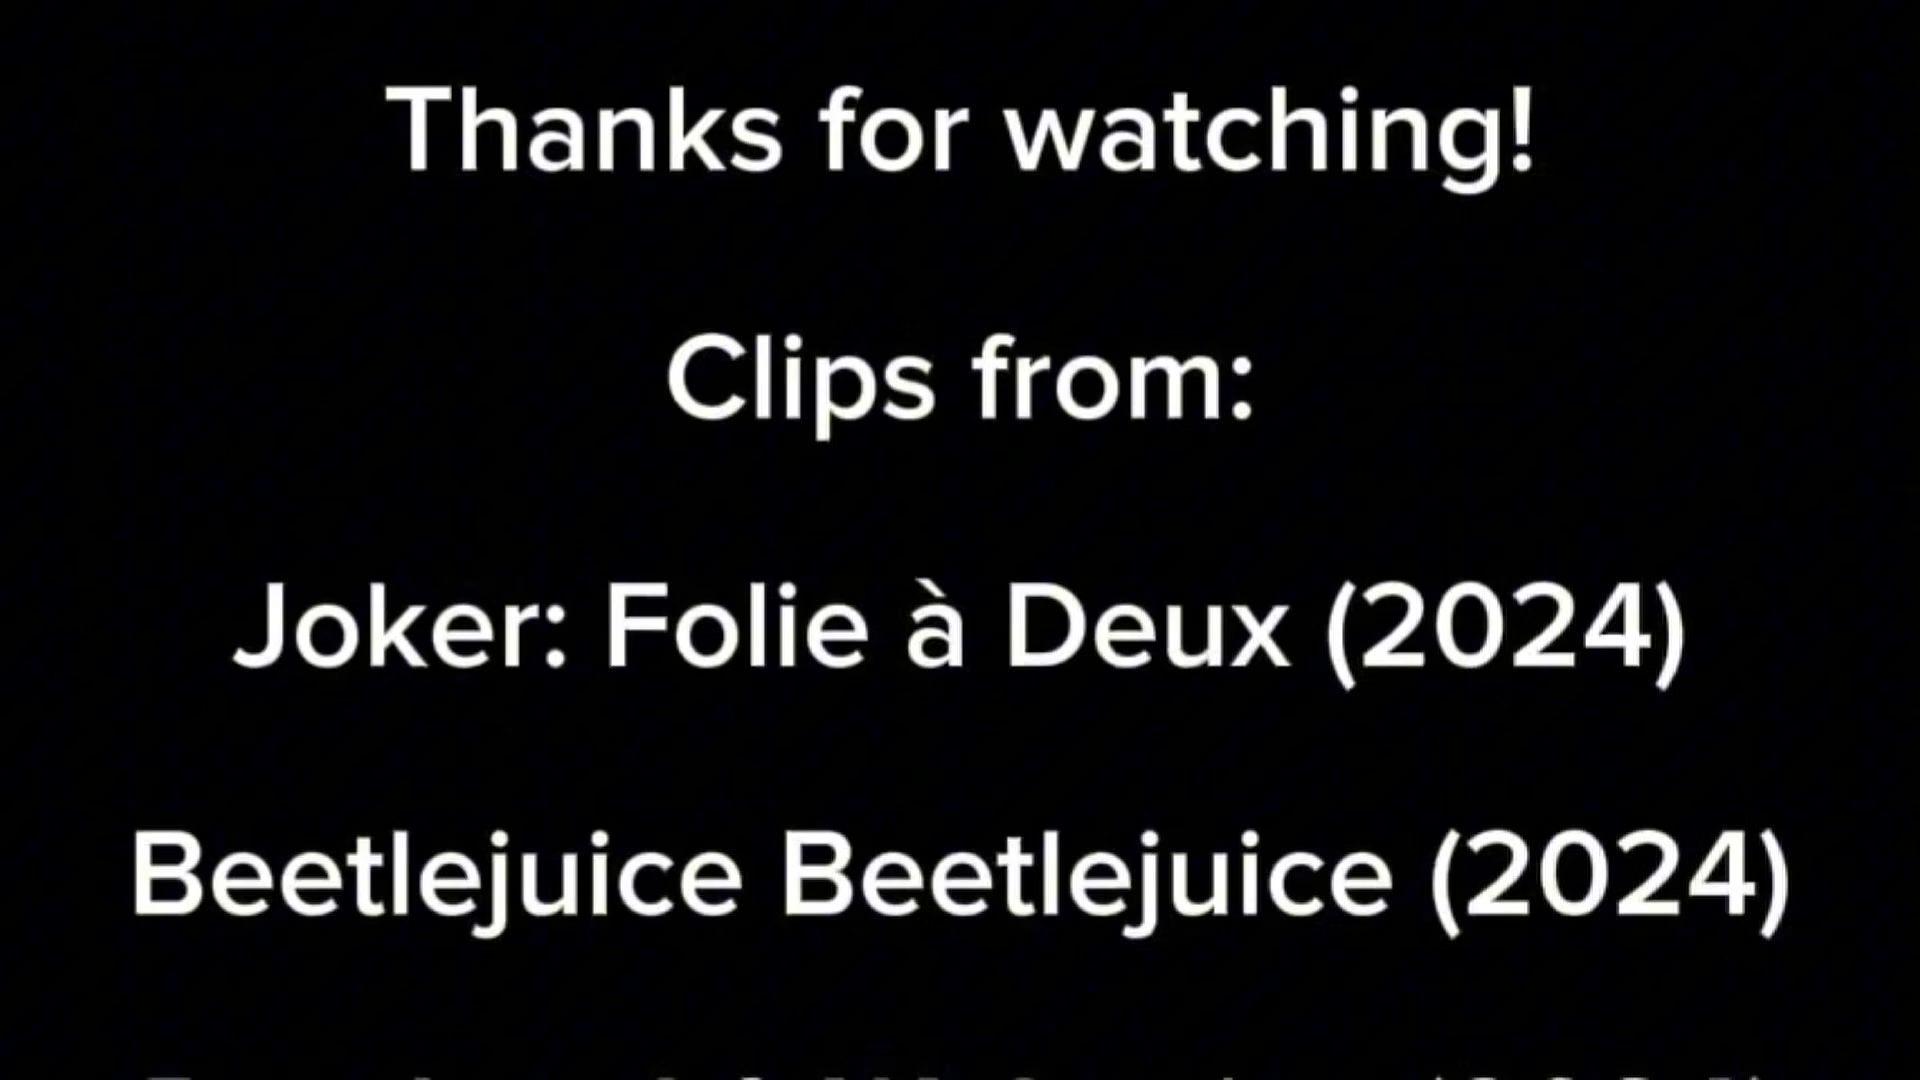 Thanks for watching!
Clips from:
Joker: Folie à Deux (2024)
Beetlejuice Beetlejuice (2024)